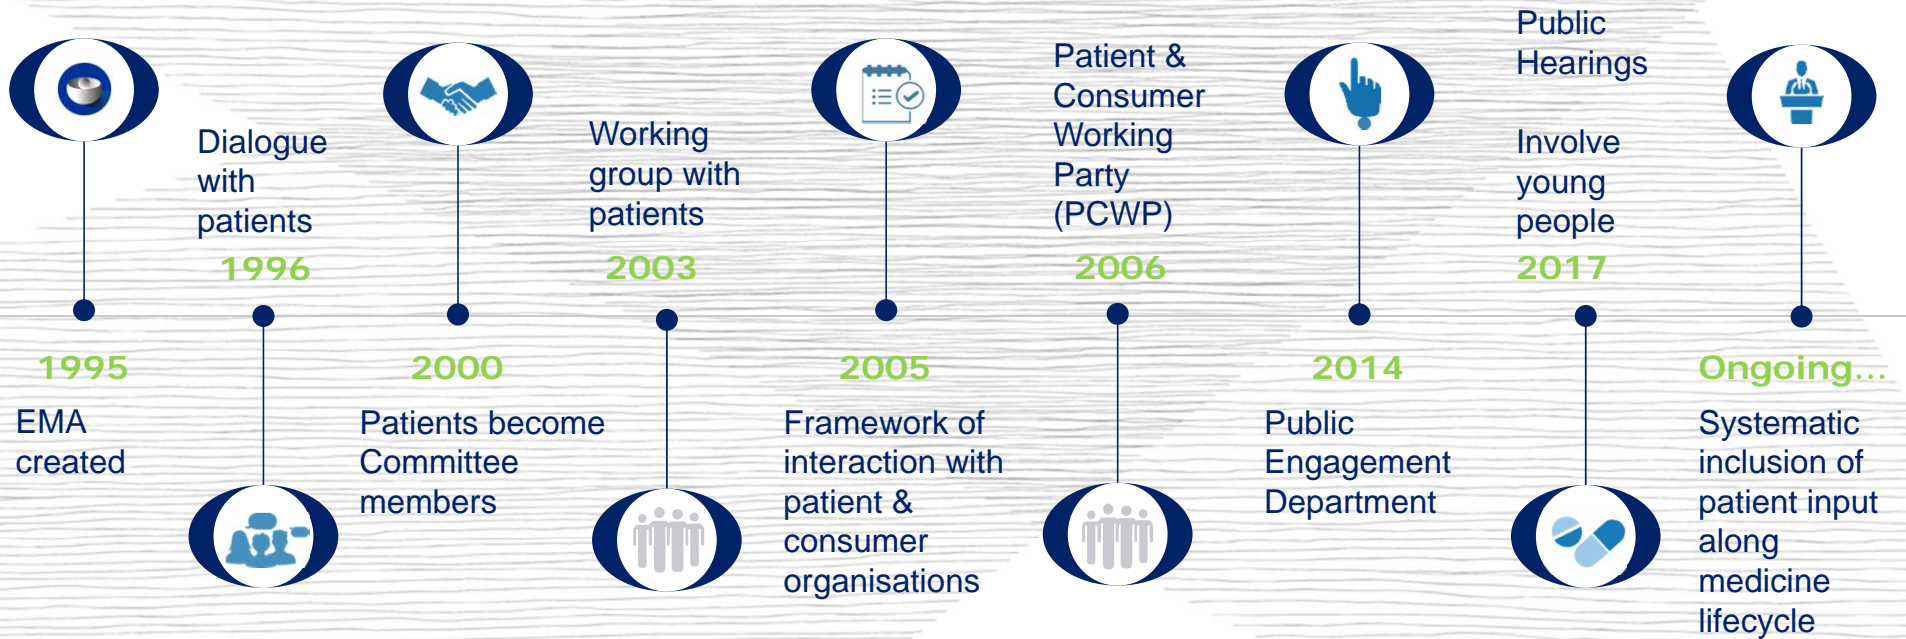 1995
EMA
created
Dialogue
with
patients
1996
2000
Patients become
Committee
members
Working
group with
patients
2003
2005
Framework of
interaction with
patient &
consumer
organisations
Patient &
Consumer
Working
Party
(PCWP)
2006
2014
Public
Engagement
Department
Public
Hearings
Involve
young
people
2017
Ongoing...
Systematic
inclusion of
patient input
along
medicine
lifecycle